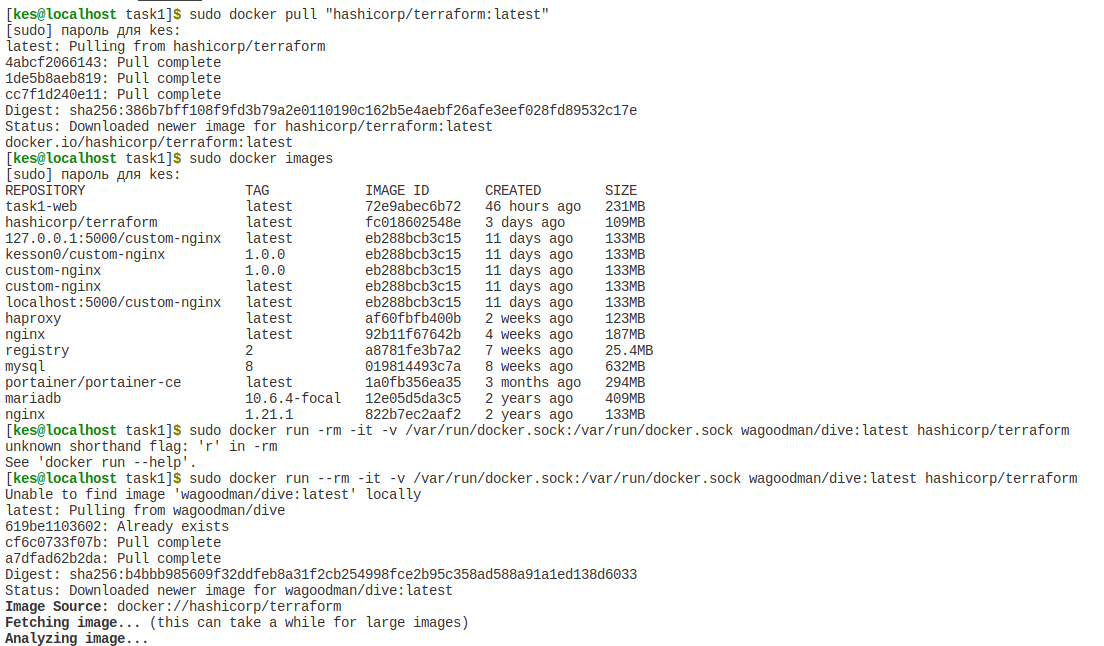 [kes@localhost task1]$ sudo docker pull "hashicorp/terraform:latest"
[sudo] пароль для kes:
latest: Pulling from hashicorp/terraform
4abcf2066143: Pull complete
1de5b8aeb819: Pull complete
cc7f1d240e11: Pull complete
Digest: sha256:386b7bff108f9fd3b79a2e0110190c162b5e4aebf26afe3eef028fd89532c17e
Status: Downloaded newer image for hashicorp/terraform:latest
docker.io/hashicorp/terraform:latest
[kes@localhost task1]$ sudo docker images
[sudo] пароль для kes:
REPOSITORY                    TAG            IMAGE ID       CREATED        SIZE
task1-web                     latest         72e9abec6b72   46 hours ago   231MB
hashicorp/terraform           latest         fc018602548e   3 days ago     109MB
127.0.0.1:5000/custom-nginx   latest         eb288bcb3c15   11 days ago    133MB
kesson0/custom-nginx          1.0.0          eb288bcb3c15   11 days ago    133MB
custom-nginx                  1.0.0          eb288bcb3c15   11 days ago    133MB
custom-nginx                  latest         eb288bcb3c15   11 days ago    133MB
localhost:5000/custom-nginx   latest         eb288bcb3c15   11 days ago    133MB
haproxy                       latest         af60fbfb400b   2 weeks ago    123MB
nginx                         latest         92b11f67642b   4 weeks ago    187MB
registry                      2              a8781fe3b7a2   7 weeks ago    25.4MB
mysql                         8              019814493c7a   8 weeks ago    632MB
portainer/portainer-ce        latest         1a0fb356ea35   3 months ago   294MB
mariadb                       10.6.4-focal   12e05d5da3c5   2 years ago    409MB
nginx                         1.21.1         822b7ec2aaf2   2 years ago    133MB
[kes@localhost task1]$ sudo docker run -rm -it -v /var/run/docker.sock:/var/run/docker.sock wagoodman/dive:latest hashicorp/terraform
unknown shorthand flag: 'r' in -rm
See 'docker run --help'.
[kes@localhost task1]$ sudo docker run --rm -it -v /var/run/docker.sock:/var/run/docker.sock wagoodman/dive:latest hashicorp/terraform
Unable to find image 'wagoodman/dive:latest' locally
latest: Pulling from wagoodman/dive
619be1103602: Already exists
cf6c0733f07b: Pull complete
a7dfad62b2da: Pull complete
Digest: sha256:b4bbb985609f32ddfeb8a31f2cb254998fce2b95c358ad588a91a1ed138d6033
Status: Downloaded newer image for wagoodman/dive:latest
Image Source: docker://hashicorp/terraform
Fetching image... (this can take a while for large images)
Analyzing image...